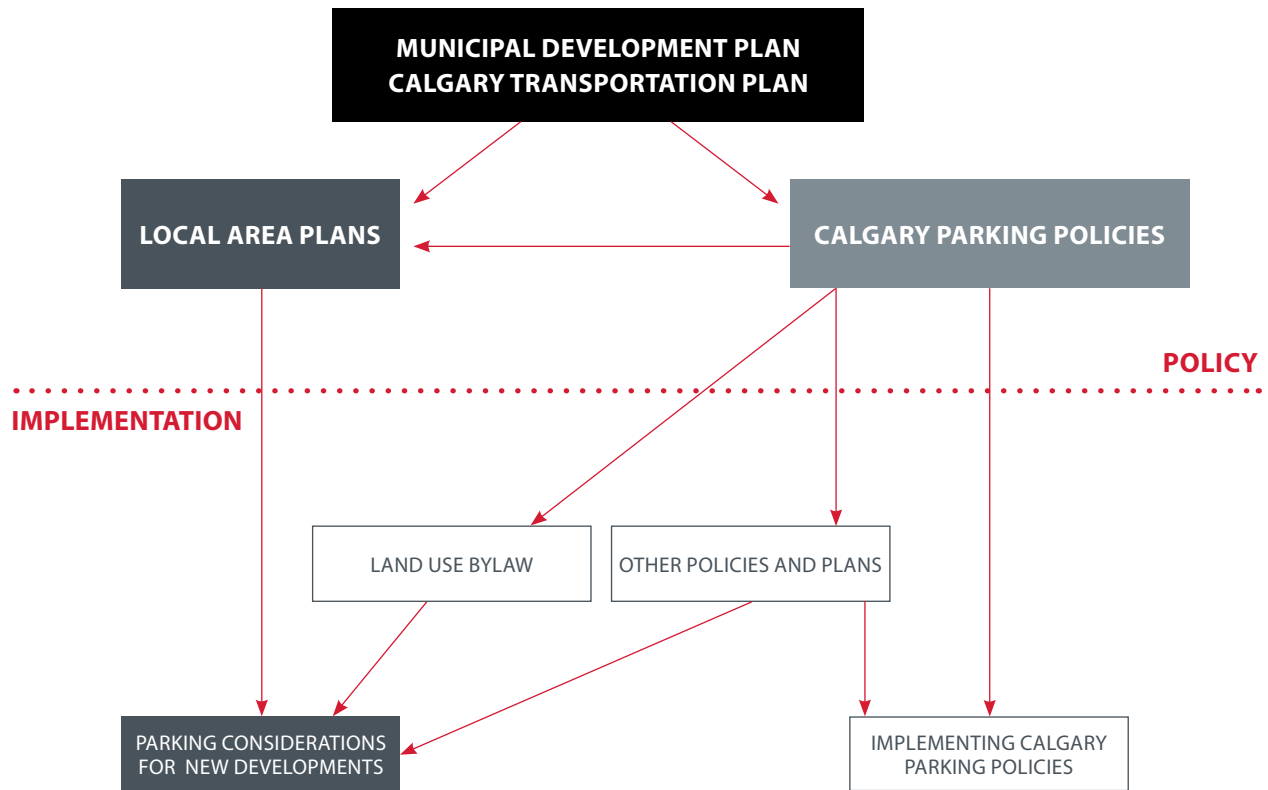 MUNICIPAL DEVELOPMENT PLAN
CALGARY TRANSPORTATION PLAN
LOCAL AREA PLANS
CALGARY PARKING POLICIES
POLICY
IMPLEMENTATION
LAND USE BYLAW
OTHER POLICIES AND PLANS
PARKING CONSIDERATIONS
FOR NEW DEVELOPMENTS
IMPLEMENTING CALGARY
PARKING POLICIES